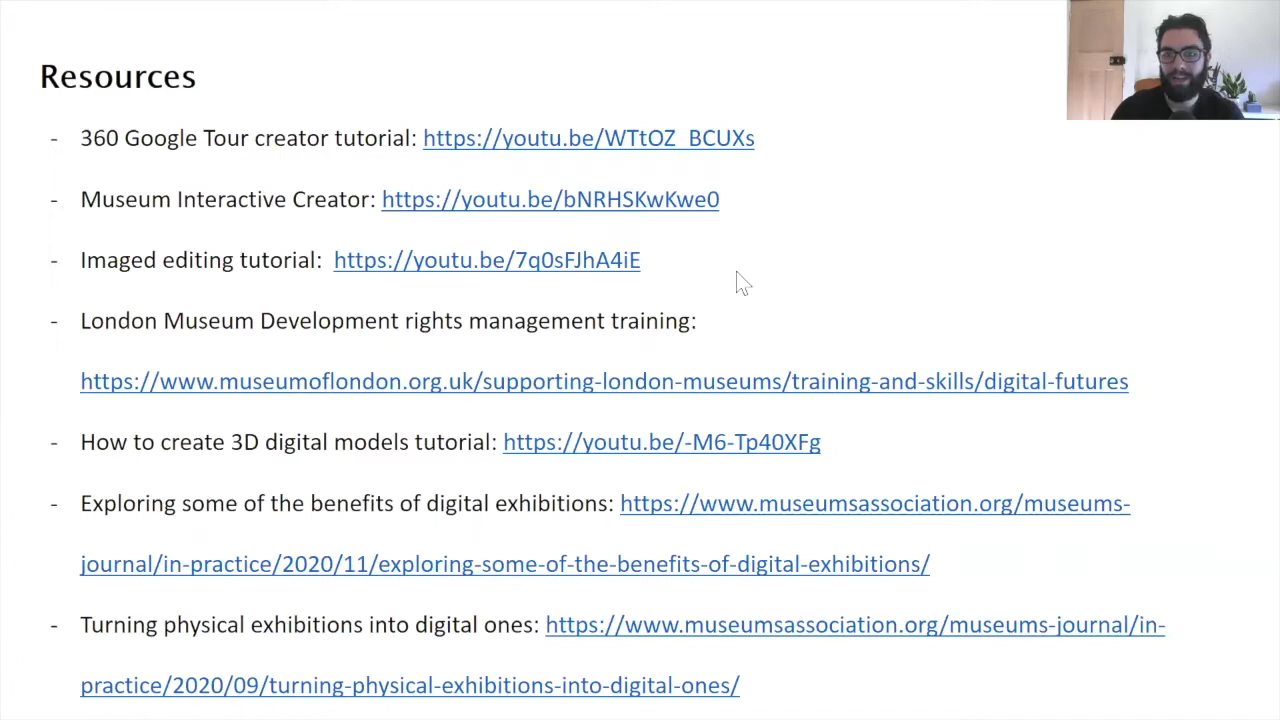 Resources
- 360 Google Tour creator tutorial: https://youtu.be/WTtOZ_BCUXs
- Museum Interactive Creator: https://youtu.be/bNRHSKwKwe0
- Imaged editing tutorial: https://youtu.be/7q0sFJhA4iE
- London Museum Development rights management training:
https://www.museumoflondon.org.uk/supporting-london-museums/training-and-skills/digital-futures
- How to create 3D digital models tutorial: https://youtu.be/-M6-Tp40XFg
- Exploring some of the benefits of digital exhibitions: https://www.museumsassociation.org/museums-
journal/in-practice/2020/11/exploring-some-of-the-benefits-of-digital-exhibitions/
- Turning physical exhibitions into digital ones: https://www.museumsassociation.org/museums-journal/in-
practice/2020/09/turning-physical-exhibitions-into-digital-ones/